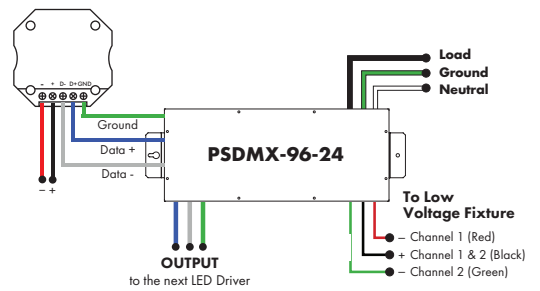 - + D- D+ GND
Load
Ground
Neutral
Ground
Data +
Data -
PSDMX-96-24
– +
To Low
Voltage Fixture
– Channel 1 (Red)
+ Channel 1 & 2 (Black)
– Channel 2 (Green)
OUTPUT
to the next LED Driver